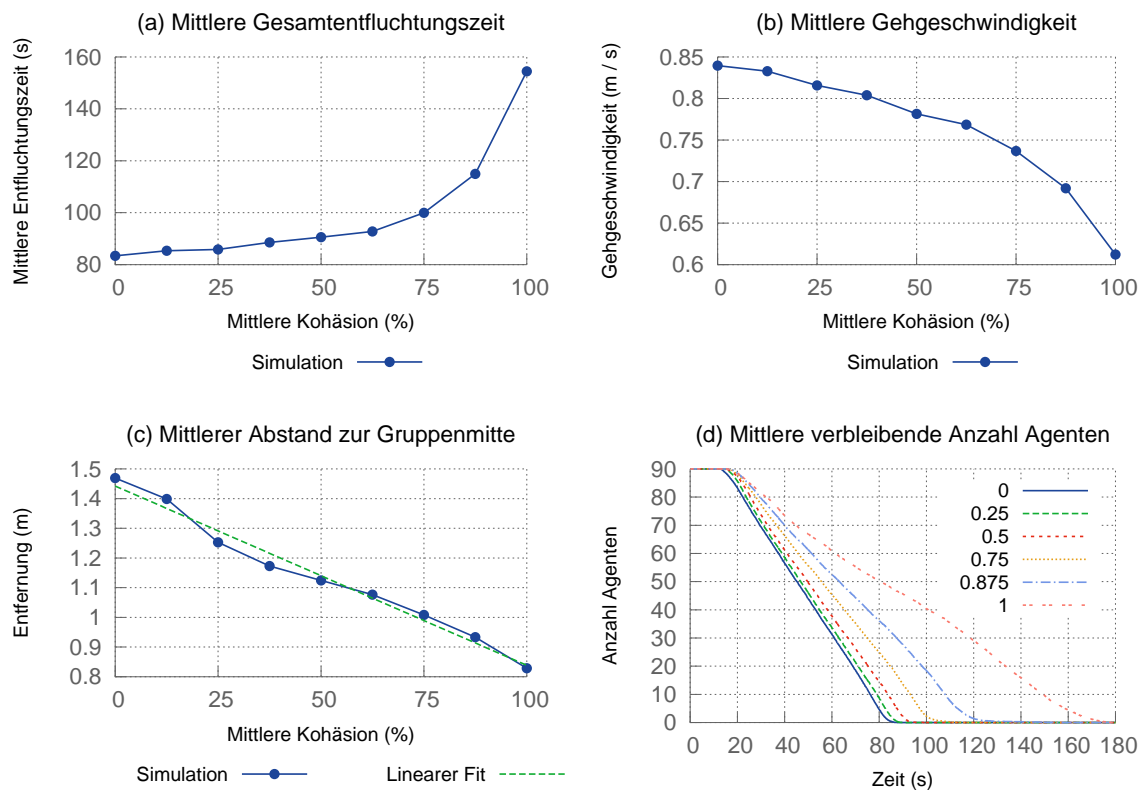 (a) Mittlere Gesamtentfluchtungszeit
Mittlere Entfluchtungszeit (s)
160
140
120
100
80
0 25 50 75 100
Mittlere Kohäsion (%)
Simulation
(b) Mittlere Gehgeschwindigkeit
Gehgeschwindigkeit (m / s)
0.85
0.8
0.75
0.7
0.65
0.6
0 25 50 75 100
Mittlere Kohäsion (%)
Simulation
(c) Mittlerer Abstand zur Gruppenmitte
Entfernung (m)
1.5
1.4
1.3
1.2
1.1
1
0.9
0.8
0 25 50 75 100
Mittlere Kohäsion (%)
Simulation Linearer Fit
(d) Mittlere verbleibende Anzahl Agenten
Anzahl Agenten
90
80
70
60
50
40
30
20
10
0
0
0.25
0.5
0.75
0.875
1
0 20 40 60 80 100 120 140 160 180
Zeit (s)